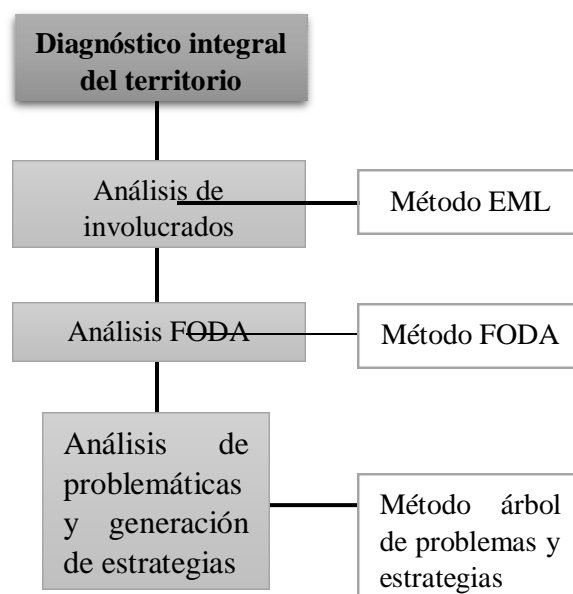 Diagnóstico integral
del territorio
Análisis de
involucrados
Método EML
Análisis FODA
Método FODA
Análisis de
problemáticas
y generación
de estrategias
Método árbol
de problemas y
estrategias